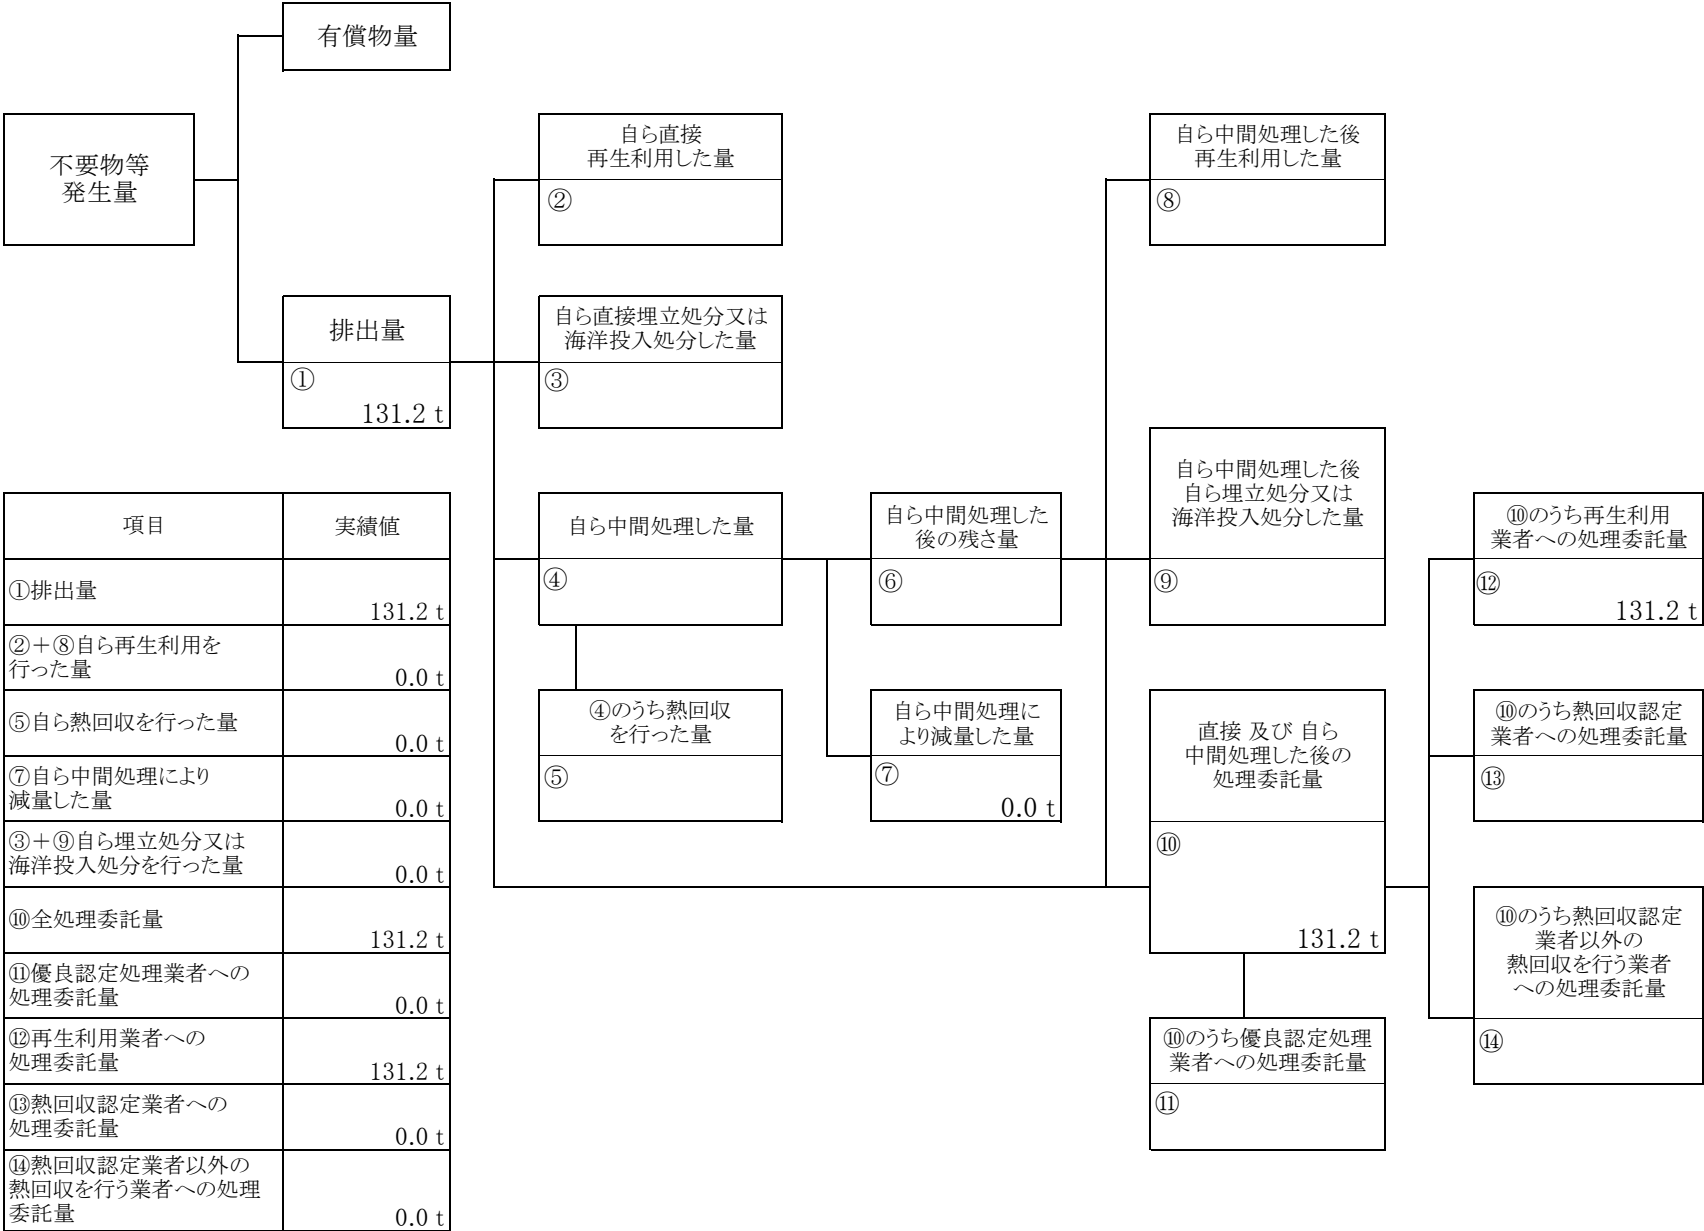 有償物量
不要物等
発生量
自ら直接
再生利用した量
②
自ら中間処理した後
再生利用した量
⑧
排出量
①
131.2 t
自ら直接埋立処分又は
海洋投入処分した量
③
自ら中間処理した量
④
自ら中間処理した
後の残さ量
⑥
自ら中間処理した後
自ら埋立処分又は
海洋投入処分した量
⑨
⑩のうち再生利用
業者への処理委託量
⑫
131.2 t
④のうち熱回収
を行った量
⑤
自ら中間処理に
より減量した量
⑦
0.0 t
直接 及び 自ら
中間処理した後の
処理委託量
⑩
131.2 t
⑩のうち熱回収認定
業者への処理委託量
⑬
⑩のうち熱回収認定
業者以外の
熱回収を行う業者
への処理委託量
⑭
⑩のうち優良認定処理
業者への処理委託量
⑪
項目
実績値
①排出量
131.2 t
②＋⑧自ら再生利用を
行った量
0.0 t
⑤自ら熱回収を行った量
0.0 t
⑦自ら中間処理により
減量した量
0.0 t
③＋⑨自ら埋立処分又は
海洋投入処分を行った量
0.0 t
⑩全処理委託量
131.2 t
⑪優良認定処理業者への
処理委託量
0.0 t
⑫再生利用業者への
処理委託量
131.2 t
⑬熱回収認定業者への
処理委託量
0.0 t
⑭熱回収認定業者以外の
熱回収を行う業者への処理
委託量
0.0 t